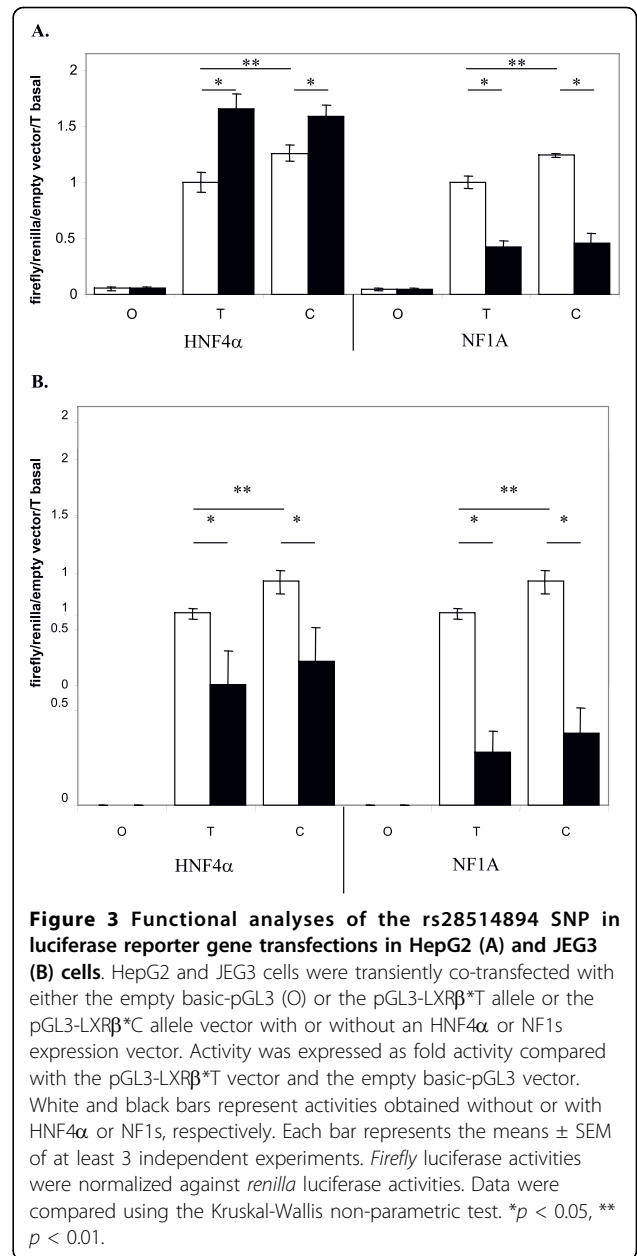 A.
** **
* * * *
2
1.5
1
0.5
0
firefly/renilla/empty vector/T basal
O T C O T C
HNF4α NF1A
B.
2
2
1.5
1
1
0.5
0
0.5
0
firefly/renilla/empty vector/T basal
** **
* * * *
O T C O T C
HNF4α NF1A
Figure 3 Functional analyses of the rs28514894 SNP in
luciferase reporter gene transfections in HepG2 (A) and JEG3
(B) cells. HepG2 and JEG3 cells were transiently co-transfected with
either the empty basic-pGL3 (O) or the pGL3-LXRβ*T allele or the
pGL3-LXRβ*C allele vector with or without an HNF4α or NF1s
expression vector. Activity was expressed as fold activity compared
with the pGL3-LXRβ*T vector and the empty basic-pGL3 vector.
White and black bars represent activities obtained without or with
HNF4α or NF1s, respectively. Each bar represents the means ± SEM
of at least 3 independent experiments. Firefly luciferase activities
were normalized against renilla luciferase activities. Data were
compared using the Kruskal-Wallis non-parametric test. *p < 0.05, **
p < 0.01.